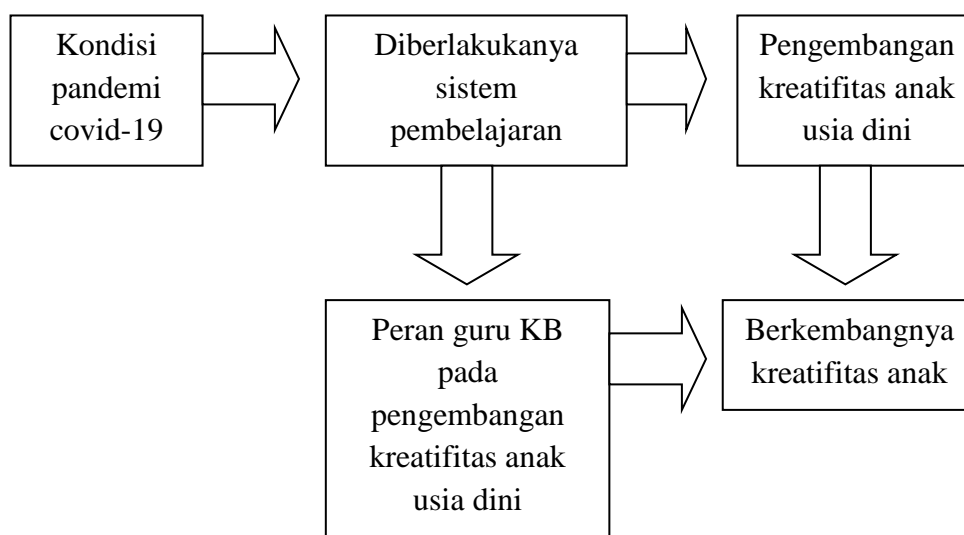 Kondisi
pandemi
covid-19
Diberlakukanya
sistem
pembelajaran
Pengembangan
kreatifitas anak
usia dini
Peran guru KB
pada
pengembangan
kreatifitas anak
usia dini
Berkembangnya
kreatifitas anak